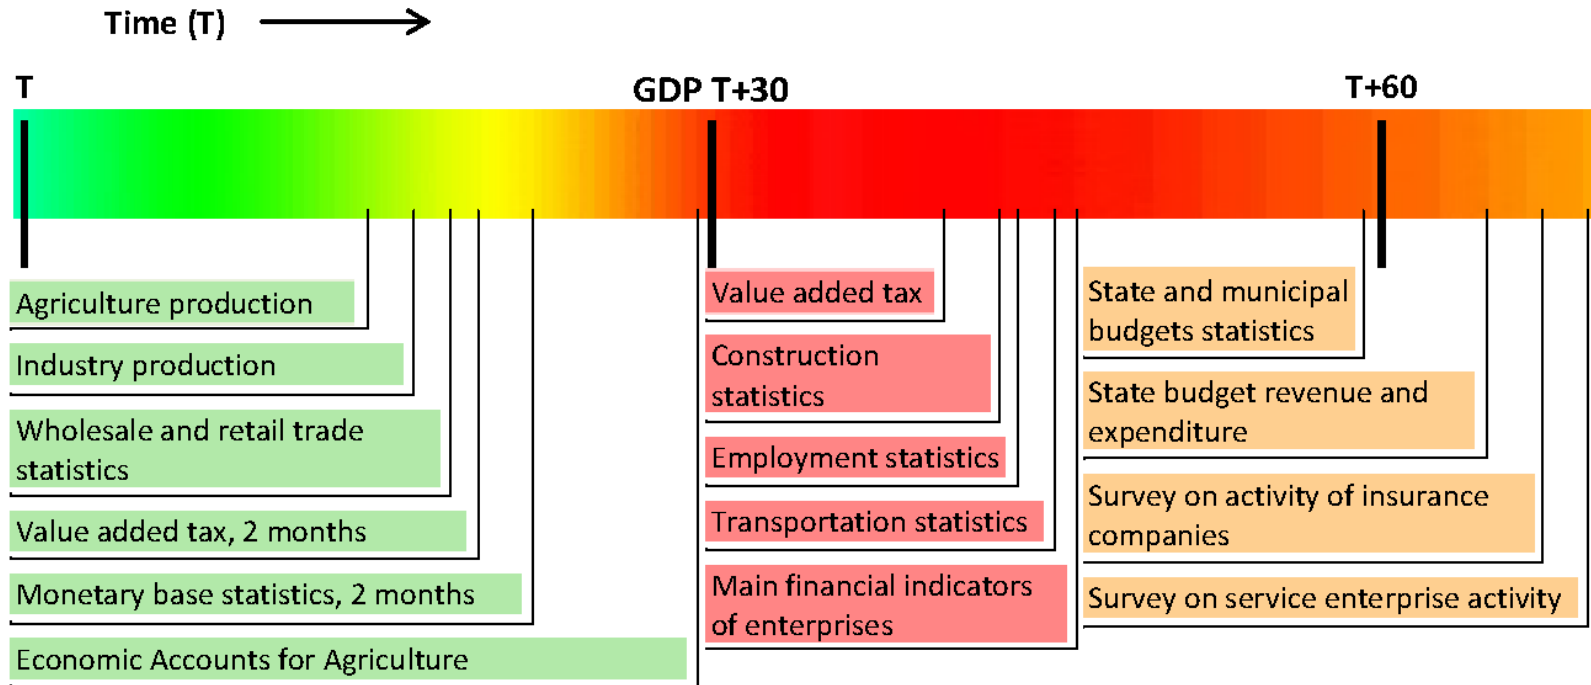 Time (T)
T
GDP T+30
T+60
Agriculture production
Industry production
Wholesale and retail trade
statistics
Value added tax, 2 months
Monetary base statistics, 2 months
Economic Accounts for Agriculture
Value added tax
Construction
statistics
Employment statistics
Transportation statistics
Main financial indicators
of enterprises
State and municipal
budgets statistics
State budget revenue and
expenditure
Survey on activity of insurance
companies
Survey on service enterprise activity